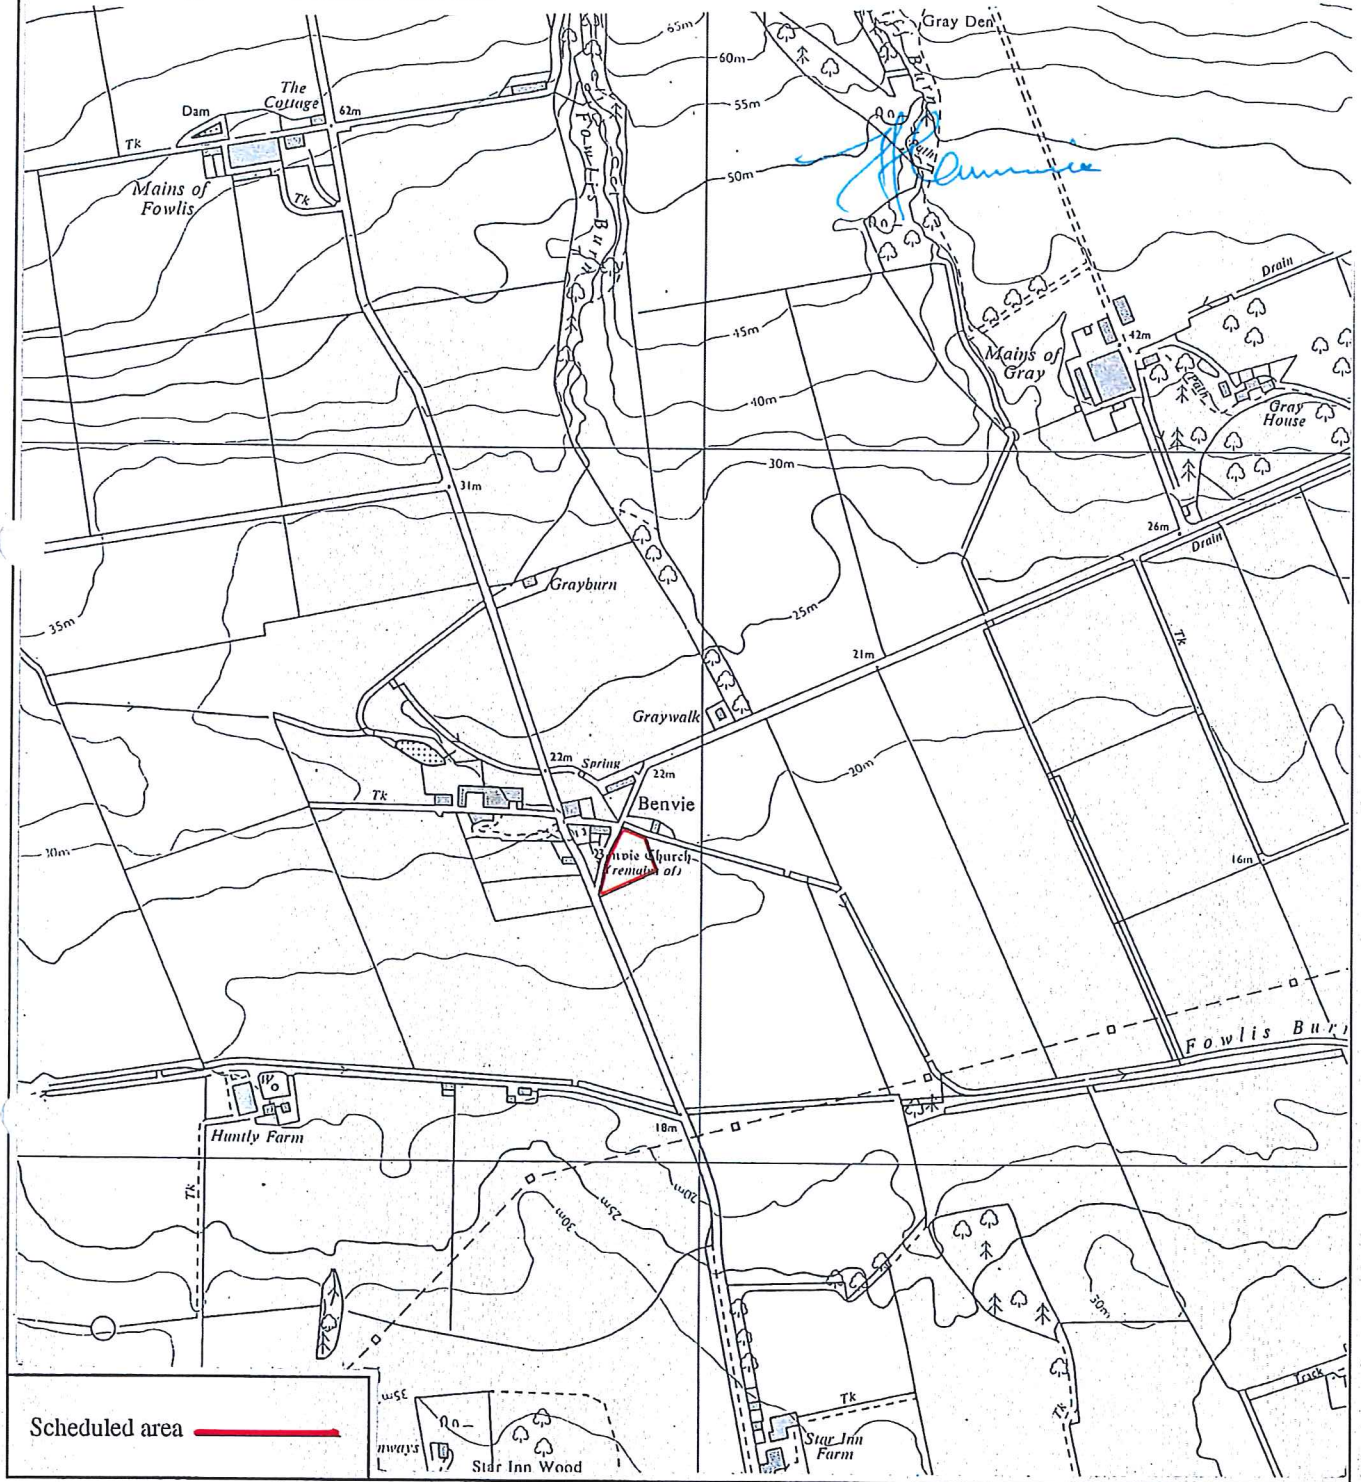 65m
Gray Den
60m
Burn
The
Cottage
Dam
62m
55m
Tk
Path
50m
Mains of
Fowlis
Tk
Fowlis Burn
Drain
45m
42m
Mains of
Gray
Path
40m
Gray
House
30m
31m
26m
Drain
Grayburn
25m
35m
Tk
21m
Graywalk
22m
Spring
22m
20m
Tk
Benvie
30m
Benvie Church
(remains of)
16m
Fowlis Burn
Huntly Farm
18m
Tk
20m
25m
30m
30m
35m
Tk
Track
Tk
Scheduled area
nways
Star Inn Wood
Star Inn
Farm